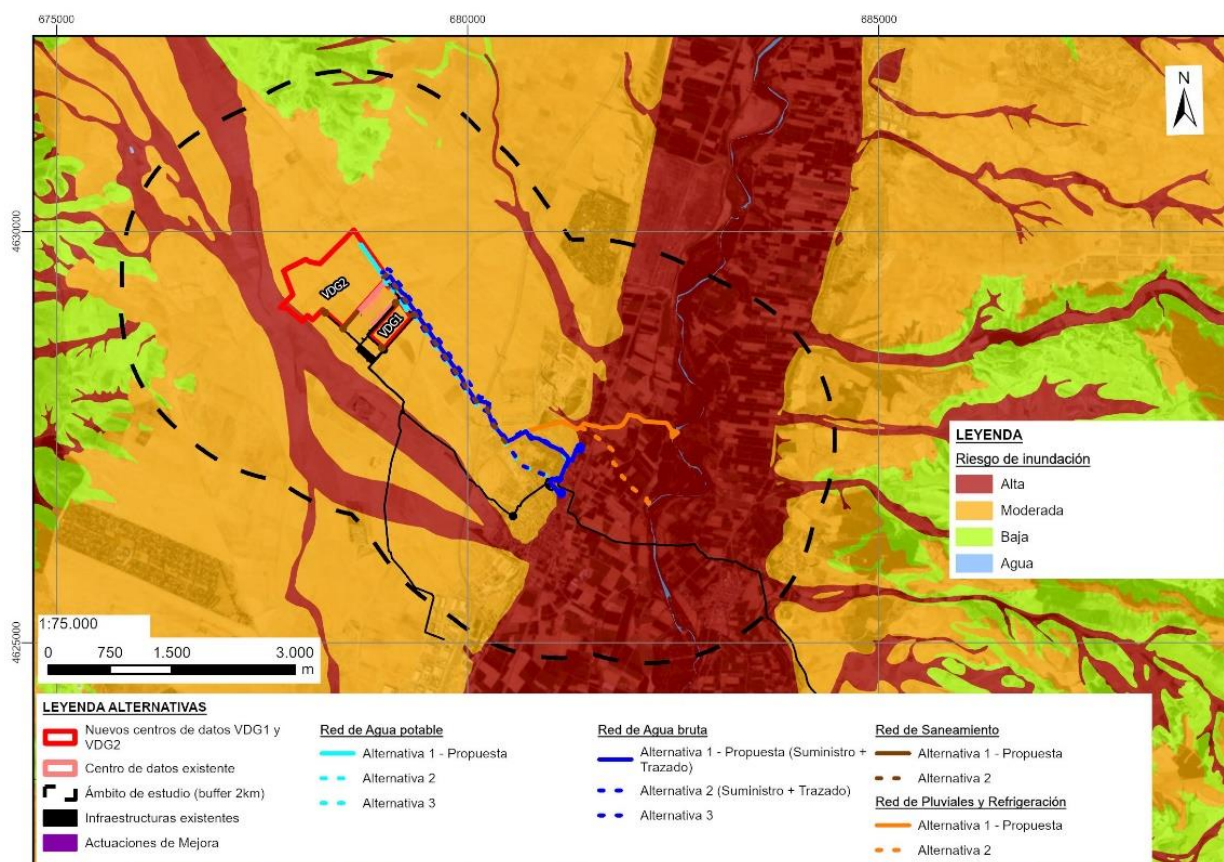 675000
680000
685000
N
4630000
VDG2
VDG1
LEYENDA
Riesgo de inundación
Alta
Moderada
Baja
Agua
4625000
1:75.000
0 750 1.500 3.000
m
LEYENDA ALTERNATIVAS
Nuevos centros de datos VDG1 y
VDG2
Centro de datos existente
Ámbito de estudio (buffer 2km)
Infraestructuras existentes
Actuaciones de Mejora
Red de Agua potable
Alternativa 1 - Propuesta
Alternativa 2
Alternativa 3
Red de Agua bruta
Alternativa 1 - Propuesta (Suministro +
Trazado)
Alternativa 2 (Suministro + Trazado)
Alternativa 3
Red de Saneamiento
Alternativa 1 - Propuesta
Alternativa 2
Red de Pluviales y Refrigeración
Alternativa 1 - Propuesta
Alternativa 2